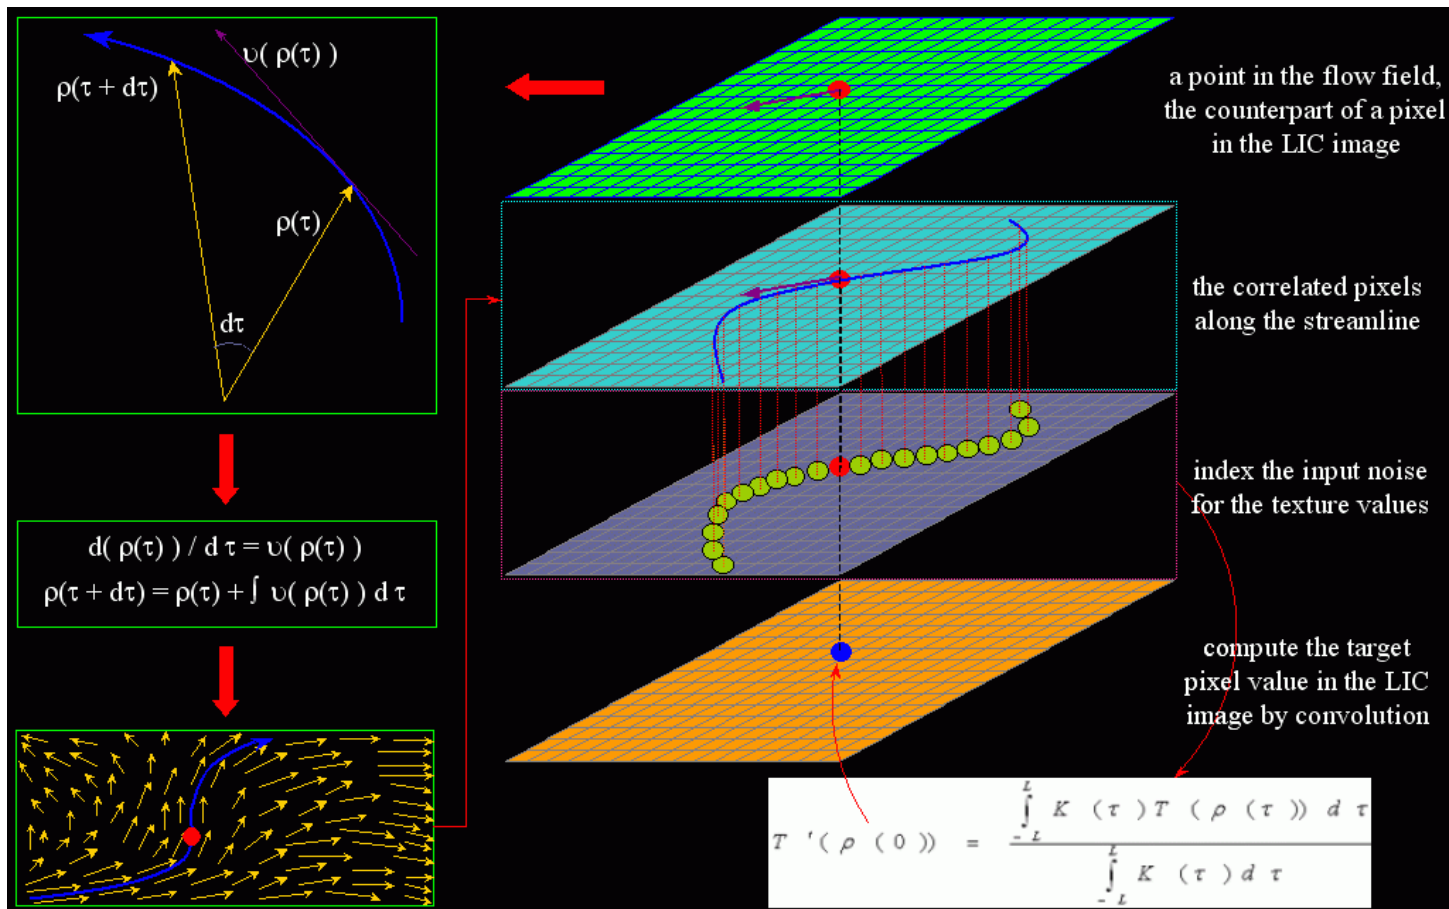 υ( ρ(τ) )
ρ(τ + dτ)
ρ(τ)
dτ
d( ρ(τ) ) / d τ = υ( ρ(τ) )
ρ(τ + dτ) = ρ(τ) + ∫ υ( ρ(τ) ) d τ
a point in the flow field,
the counterpart of a pixel
in the LIC image
the correlated pixels
along the streamline
index the input noise
for the texture values
compute the target
pixel value in the LIC
image by convolution
L
∫ K (τ) T (ρ (τ)) d τ
- L
T '(ρ (0)) =
L
∫ K (τ) d τ
- L